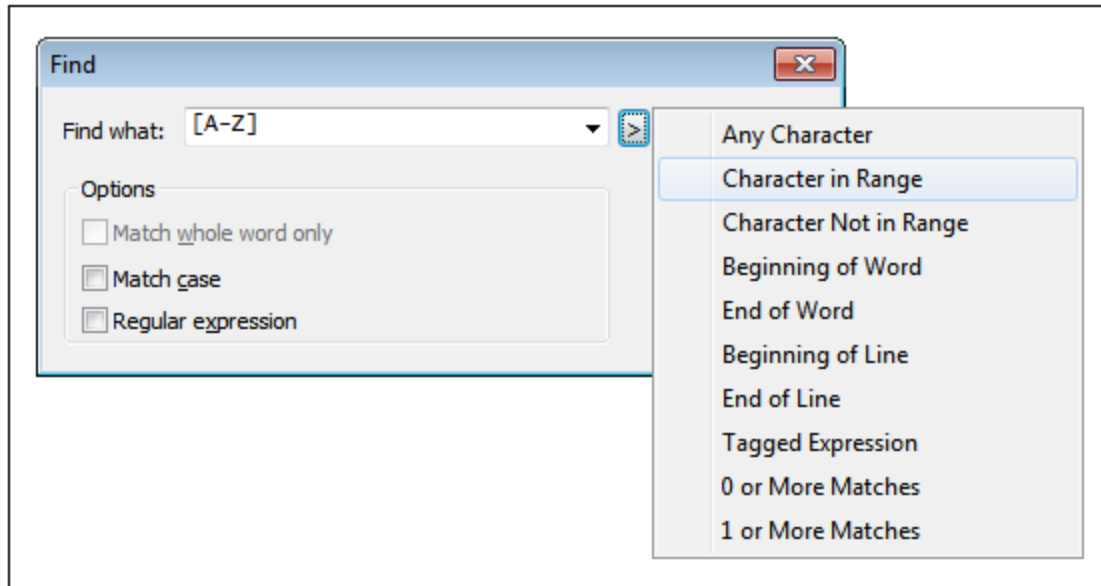 Find
Find what: [A-Z] >
Options
Match whole word only
Match case
Regular expression
Any Character
Character in Range
Character Not in Range
Beginning of Word
End of Word
Beginning of Line
End of Line
Tagged Expression
0 or More Matches
1 or More Matches